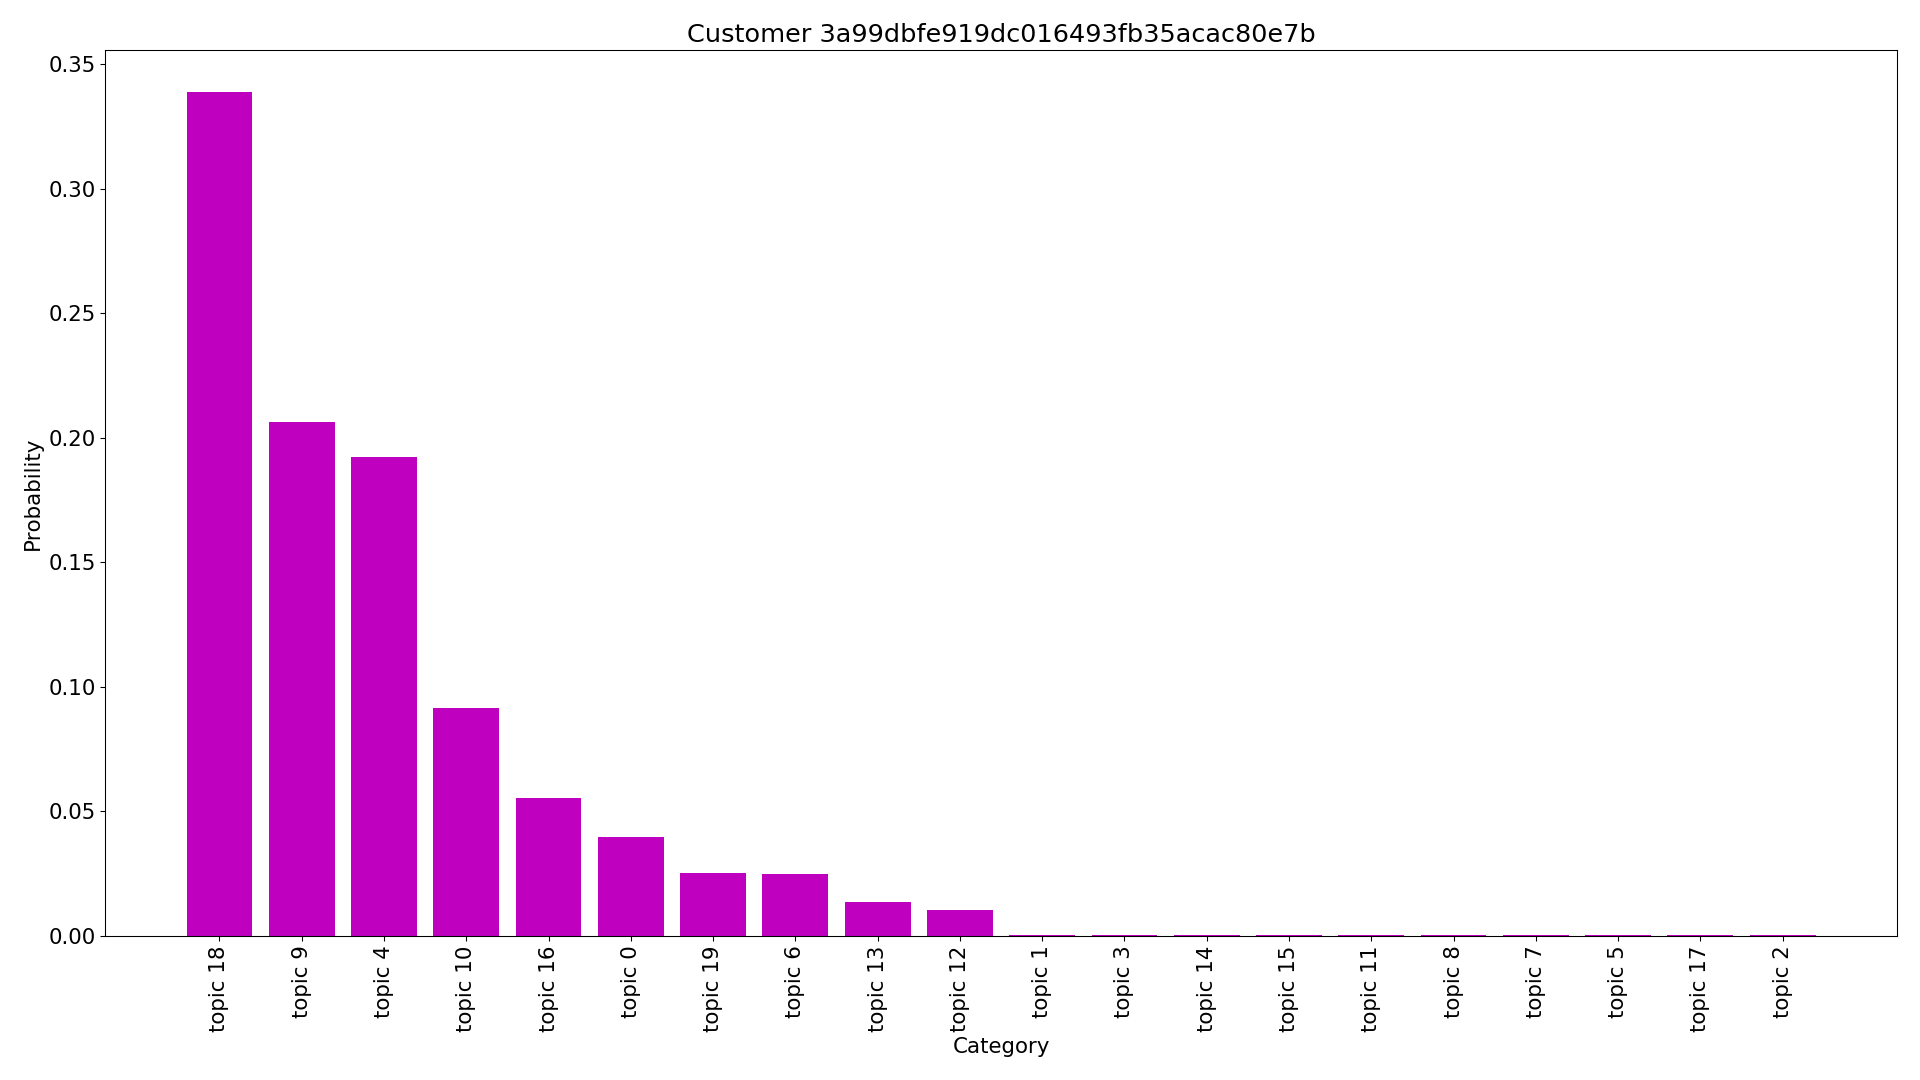 Customer 3a99dbfe919dc016493fb35acac80e7b
Probability
0.35
0.30
0.25
0.20
0.15
0.10
0.05
0.00
topic 18
topic 9
topic 4
topic 10
topic 16
topic 0
topic 19
topic 6
topic 13
topic 12
topic 1
topic 3
topic 14
topic 15
topic 11
topic 8
topic 7
topic 5
topic 17
topic 2
Category